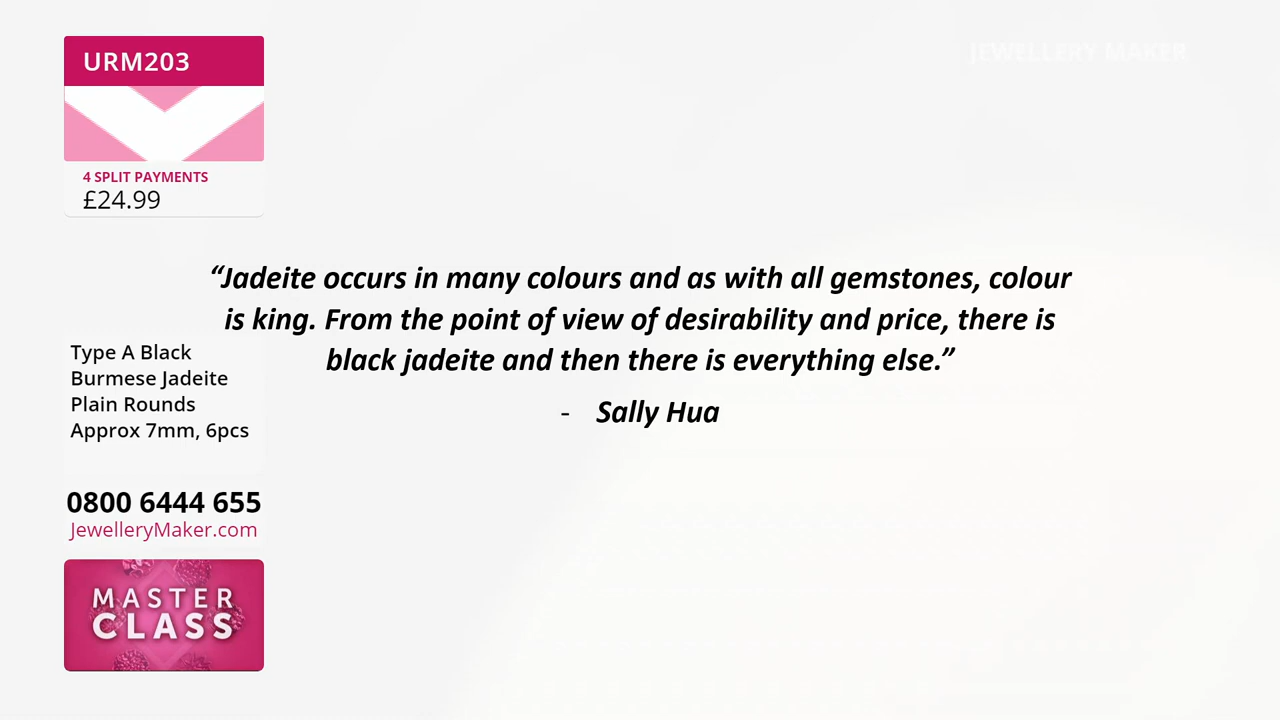 URM203
JEWELLERY MAKER
4 SPLIT PAYMENTS
£24.99
“Jadeite occurs in many colours and as with all gemstones, colour
is king. From the point of view of desirability and price, there is
black jadeite and then there is everything else.”
- Sally Hua
Type A Black
Burmese Jadeite
Plain Rounds
Approx 7mm, 6pcs
0800 6444 655
JewelleryMaker.com
MASTER
CLASS